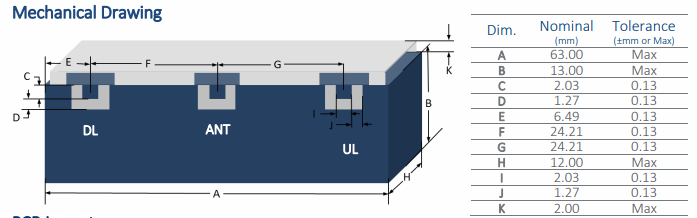 Mechanical Drawing
E F G
C
K
D
I
J
B
DL ANT UL
H
A
Dim. Nominal Tolerance
(mm) (±mm or Max)
A 63.00 Max
B 13.00 Max
C 2.03 0.13
D 1.27 0.13
E 6.49 0.13
F 24.21 0.13
G 24.21 0.13
H 12.00 Max
I 2.03 0.13
J 1.27 0.13
K 2.00 Max